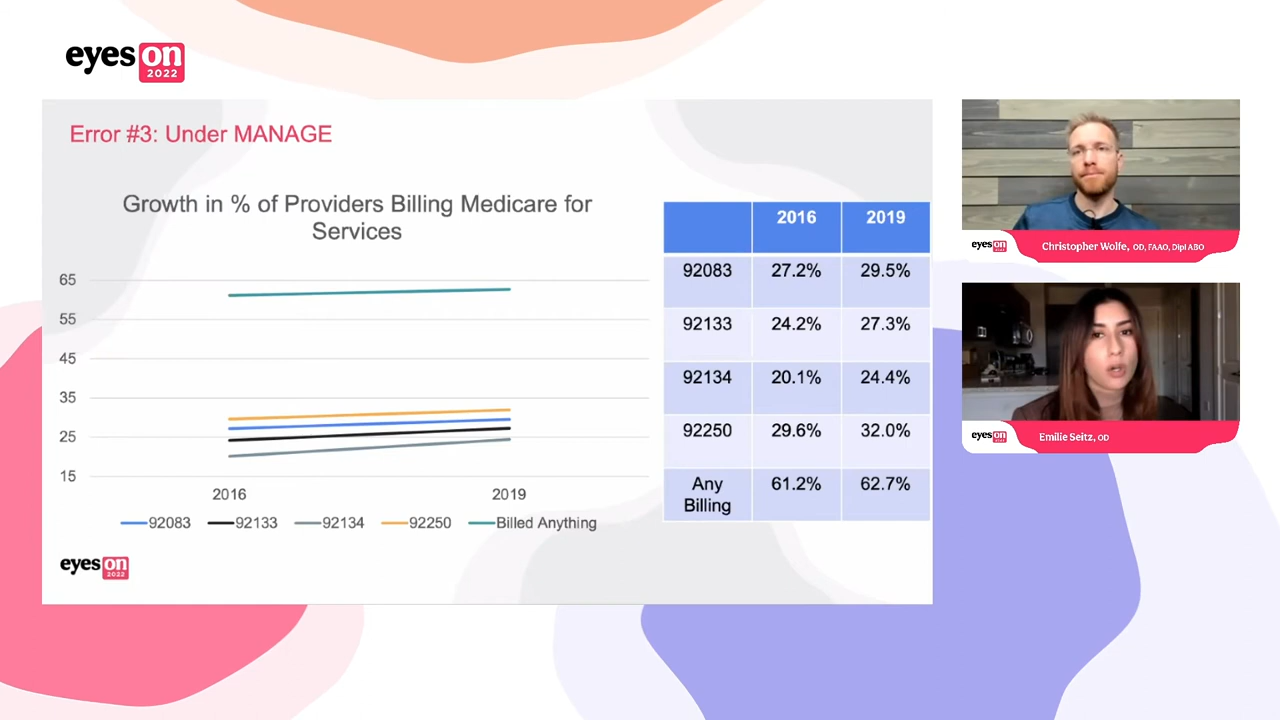 eyes on
2022
Error #3: Under MANAGE
Growth in % of Providers Billing Medicare for
Services
65
55
45
35
25
15
2016 2019
92083 92133 92134 92250 Billed Anything
2016 2019
92083 27.2% 29.5%
92133 24.2% 27.3%
92134 20.1% 24.4%
92250 29.6% 32.0%
Any
Billing 61.2% 62.7%
eyes on
2022
eyes on
2022
Christopher Wolfe, OD, FAAO, Dipl ABO
eyes on
2022
Emilie Seitz, OD